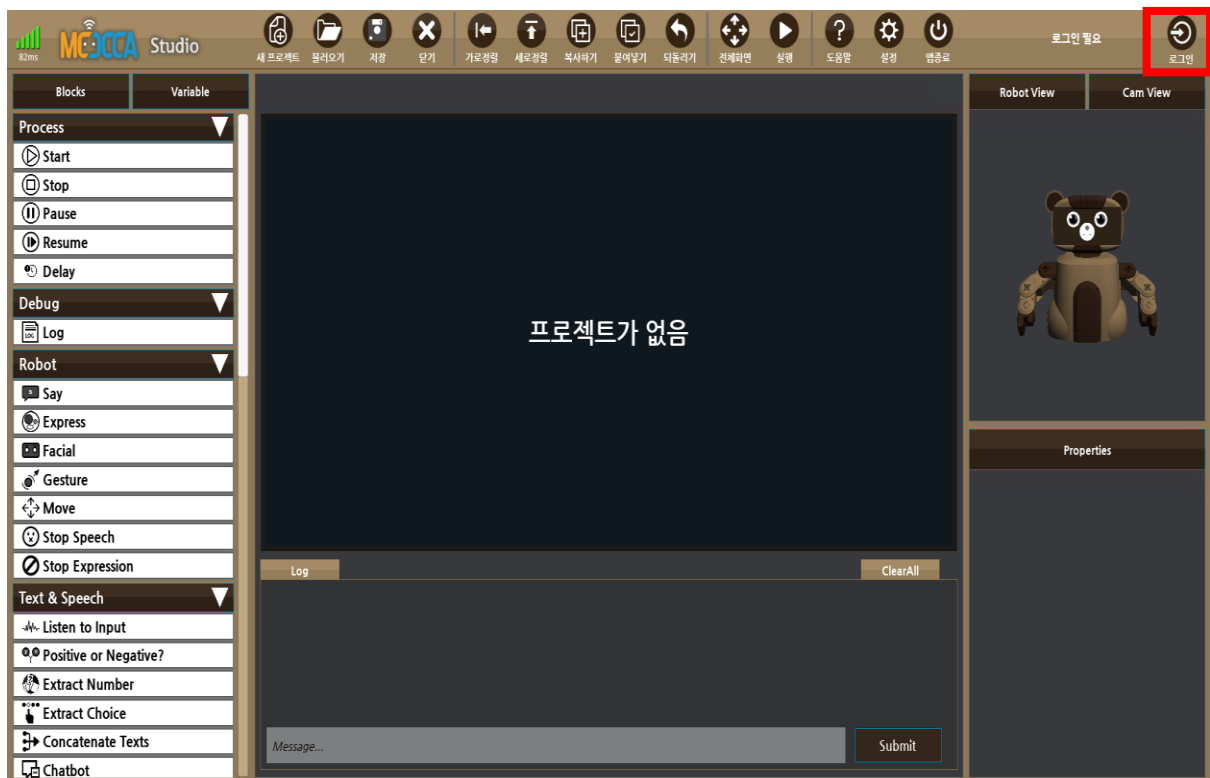 82ms
MOCCA Studio
새 프로젝트
불러오기
저장
닫기
가로정렬
세로정렬
복사하기
붙여넣기
되돌리기
전체화면
실행
도움말
설정
앱종료
로그인 필요
로그인
Blocks
Variable
Process
Start
Stop
Pause
Resume
Delay
Debug
LOG
Log
Robot
Say
Express
Facial
Gesture
Move
Stop Speech
Stop Expression
Text & Speech
Listen to Input
Positive or Negative?
Extract Number
Extract Choice
Concatenate Texts
Chatbot
프로젝트가 없음
Log
ClearAll
Message...
Submit
Robot View
Cam View
Properties